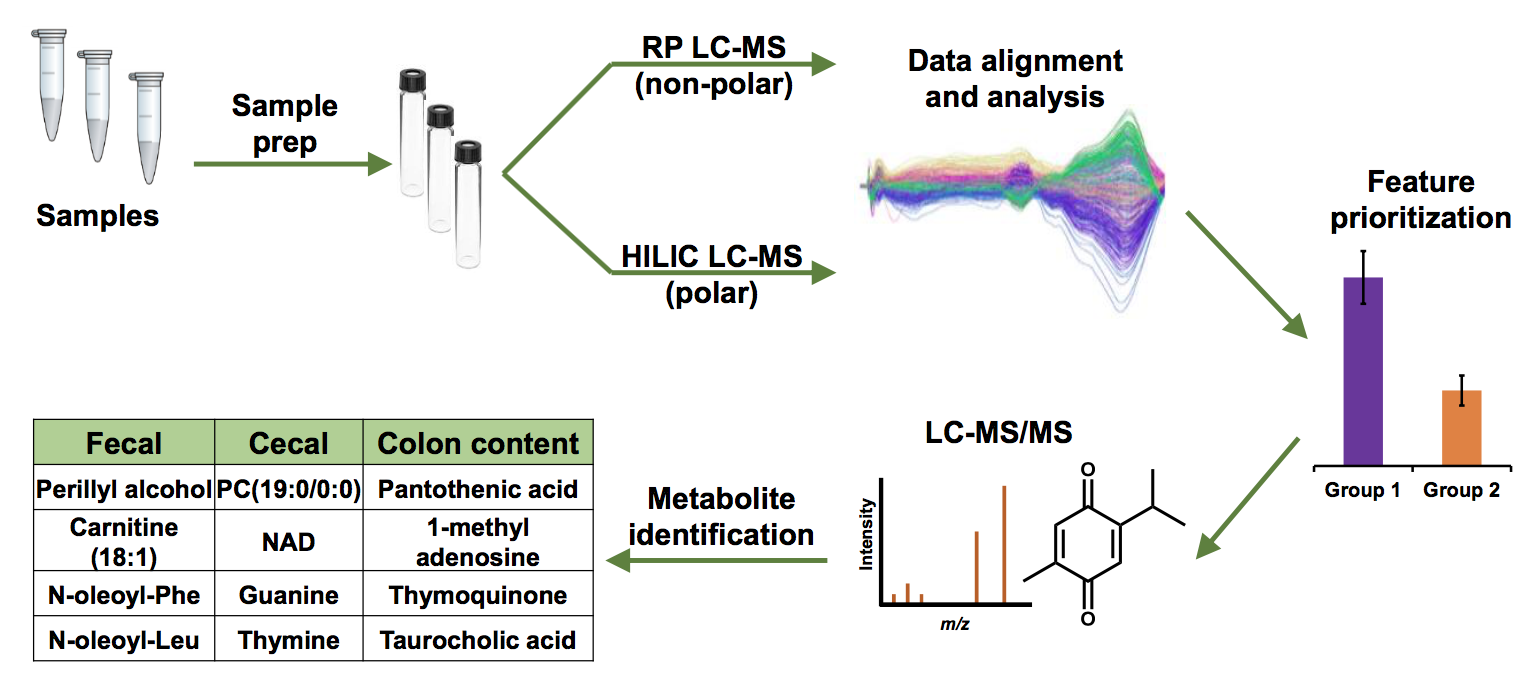 Samples
Sample
prep
RP LC-MS
(non-polar)
HILIC LC-MS
(polar)
Data alignment
and analysis
Feature
prioritization
Group 1 Group 2
LC-MS/MS
Intensity
m/z
O
O
Metabolite
identification
Fecal Cecal Colon content
Perillyl alcohol PC(19:0/0:0) Pantothenic acid
Carnitine
(18:1)
NAD
1-methyl
adenosine
N-oleoyl-Phe Guanine Thymoquinone
N-oleoyl-Leu Thymine Taurocholic acid